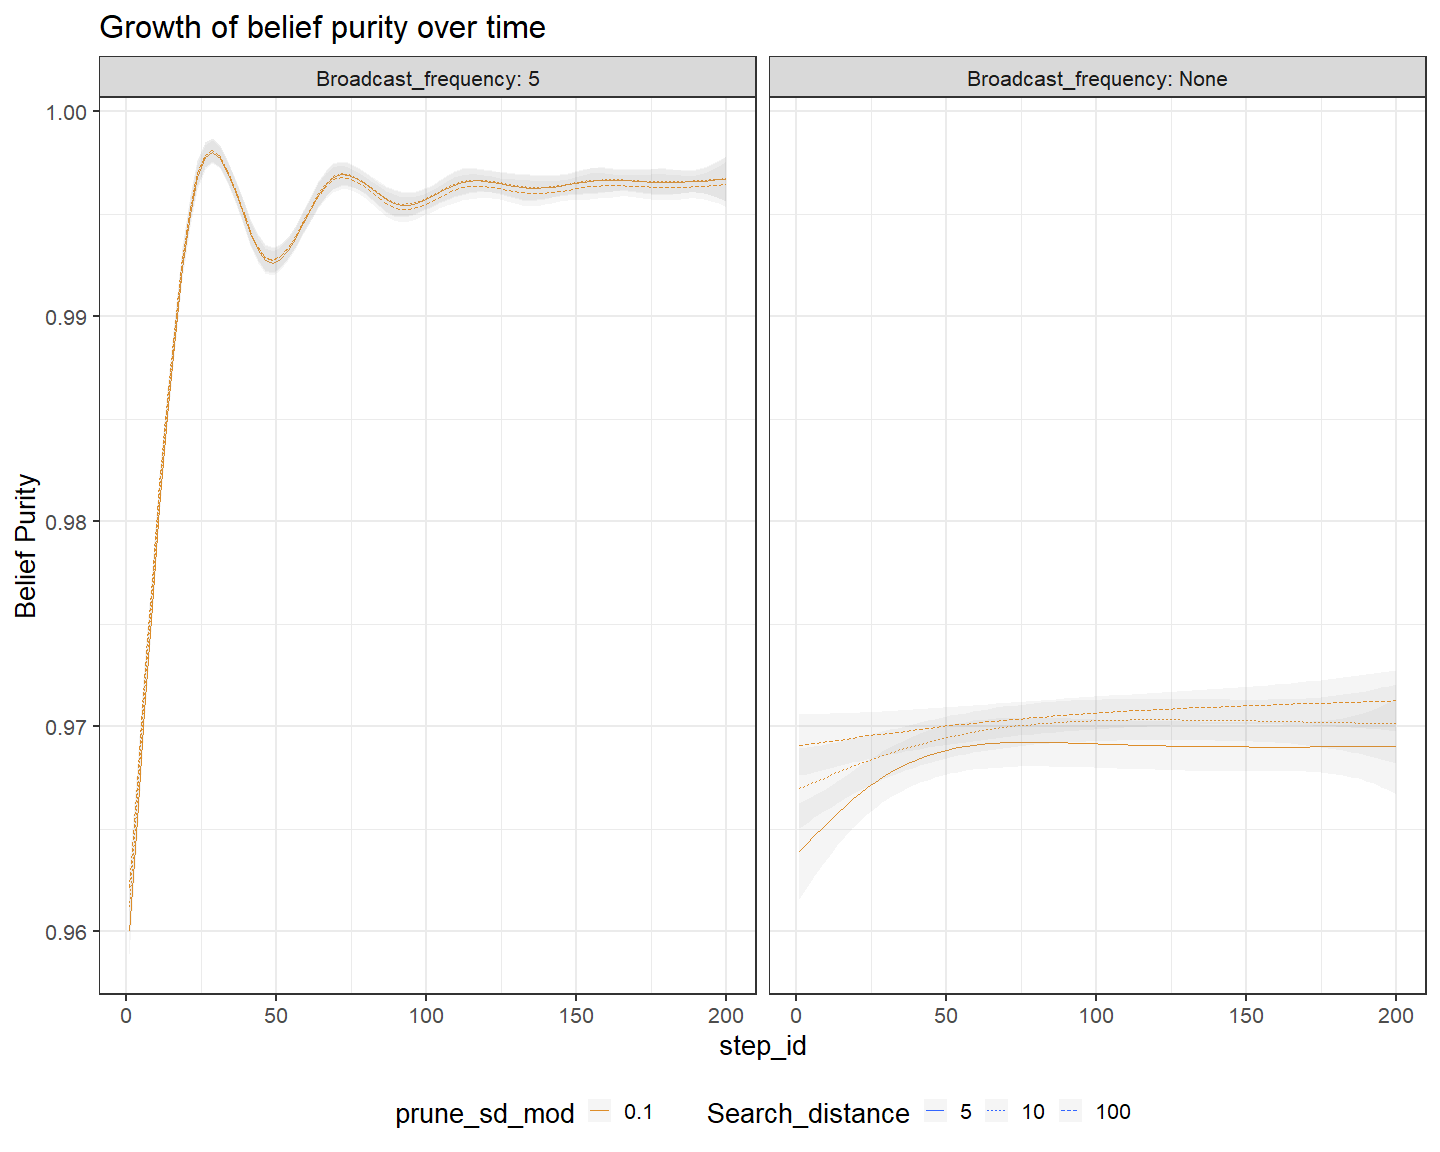 Growth of belief purity over time
Broadcast_frequency: 5
Broadcast_frequency: None
1.00
0.99
0.98
0.97
0.96
Belief Purity
0 50 100 150 200
0 50 100 150 200
step_id
prune_sd_mod 0.1 Search_distance 5 10 100